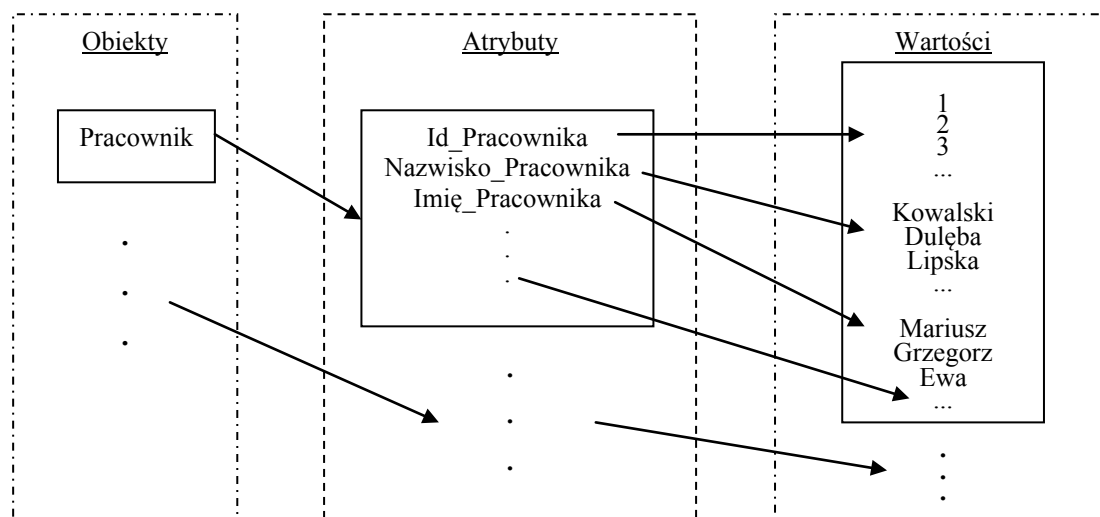 Obiekty
Pracownik
.
.
.
Atrybuty
Id_Pracownika
Nazwisko_Pracownika
Imię_Pracownika
.
.
.
.
.
.
Wartości
1
2
3
...
Kowalski
Dulęba
Lipska
...
Mariusz
Grzegorz
Ewa
...
.
.
.